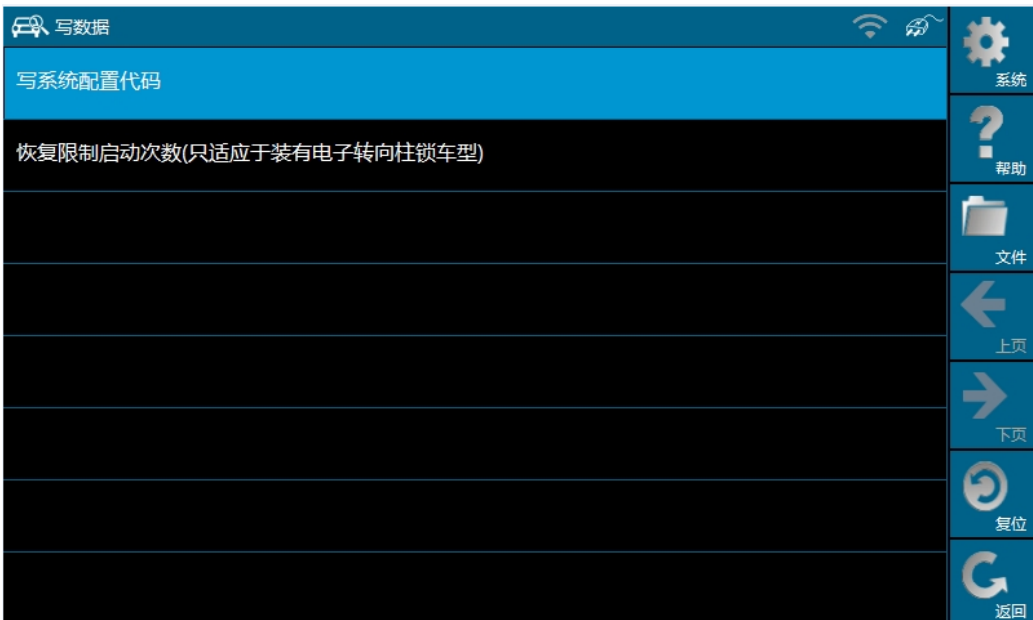 写数据
写系统配置代码
恢复限制启动次数(只适应于装有电子转向柱锁车型)
系统
帮助
文件
上页
下页
复位
返回